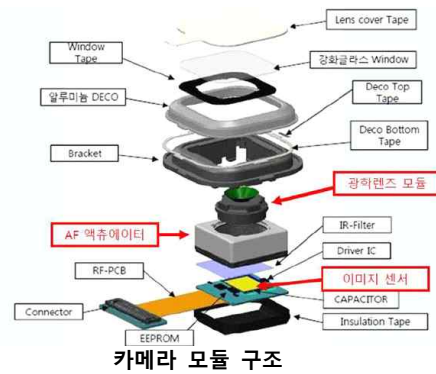 Lens cover Tape
Window
Tape
강화글라스 Window
알루미늄 DECO
Deco Top
Tape
Deco Bottom
Tape
Bracket
광학렌즈 모듈
AF 액츄에이터
IR-Filter
Driver IC
RF-PCB
이미지 센서
CAPACITOR
Connector
Insulation Tape
EEPROM
카메라 모듈 구조